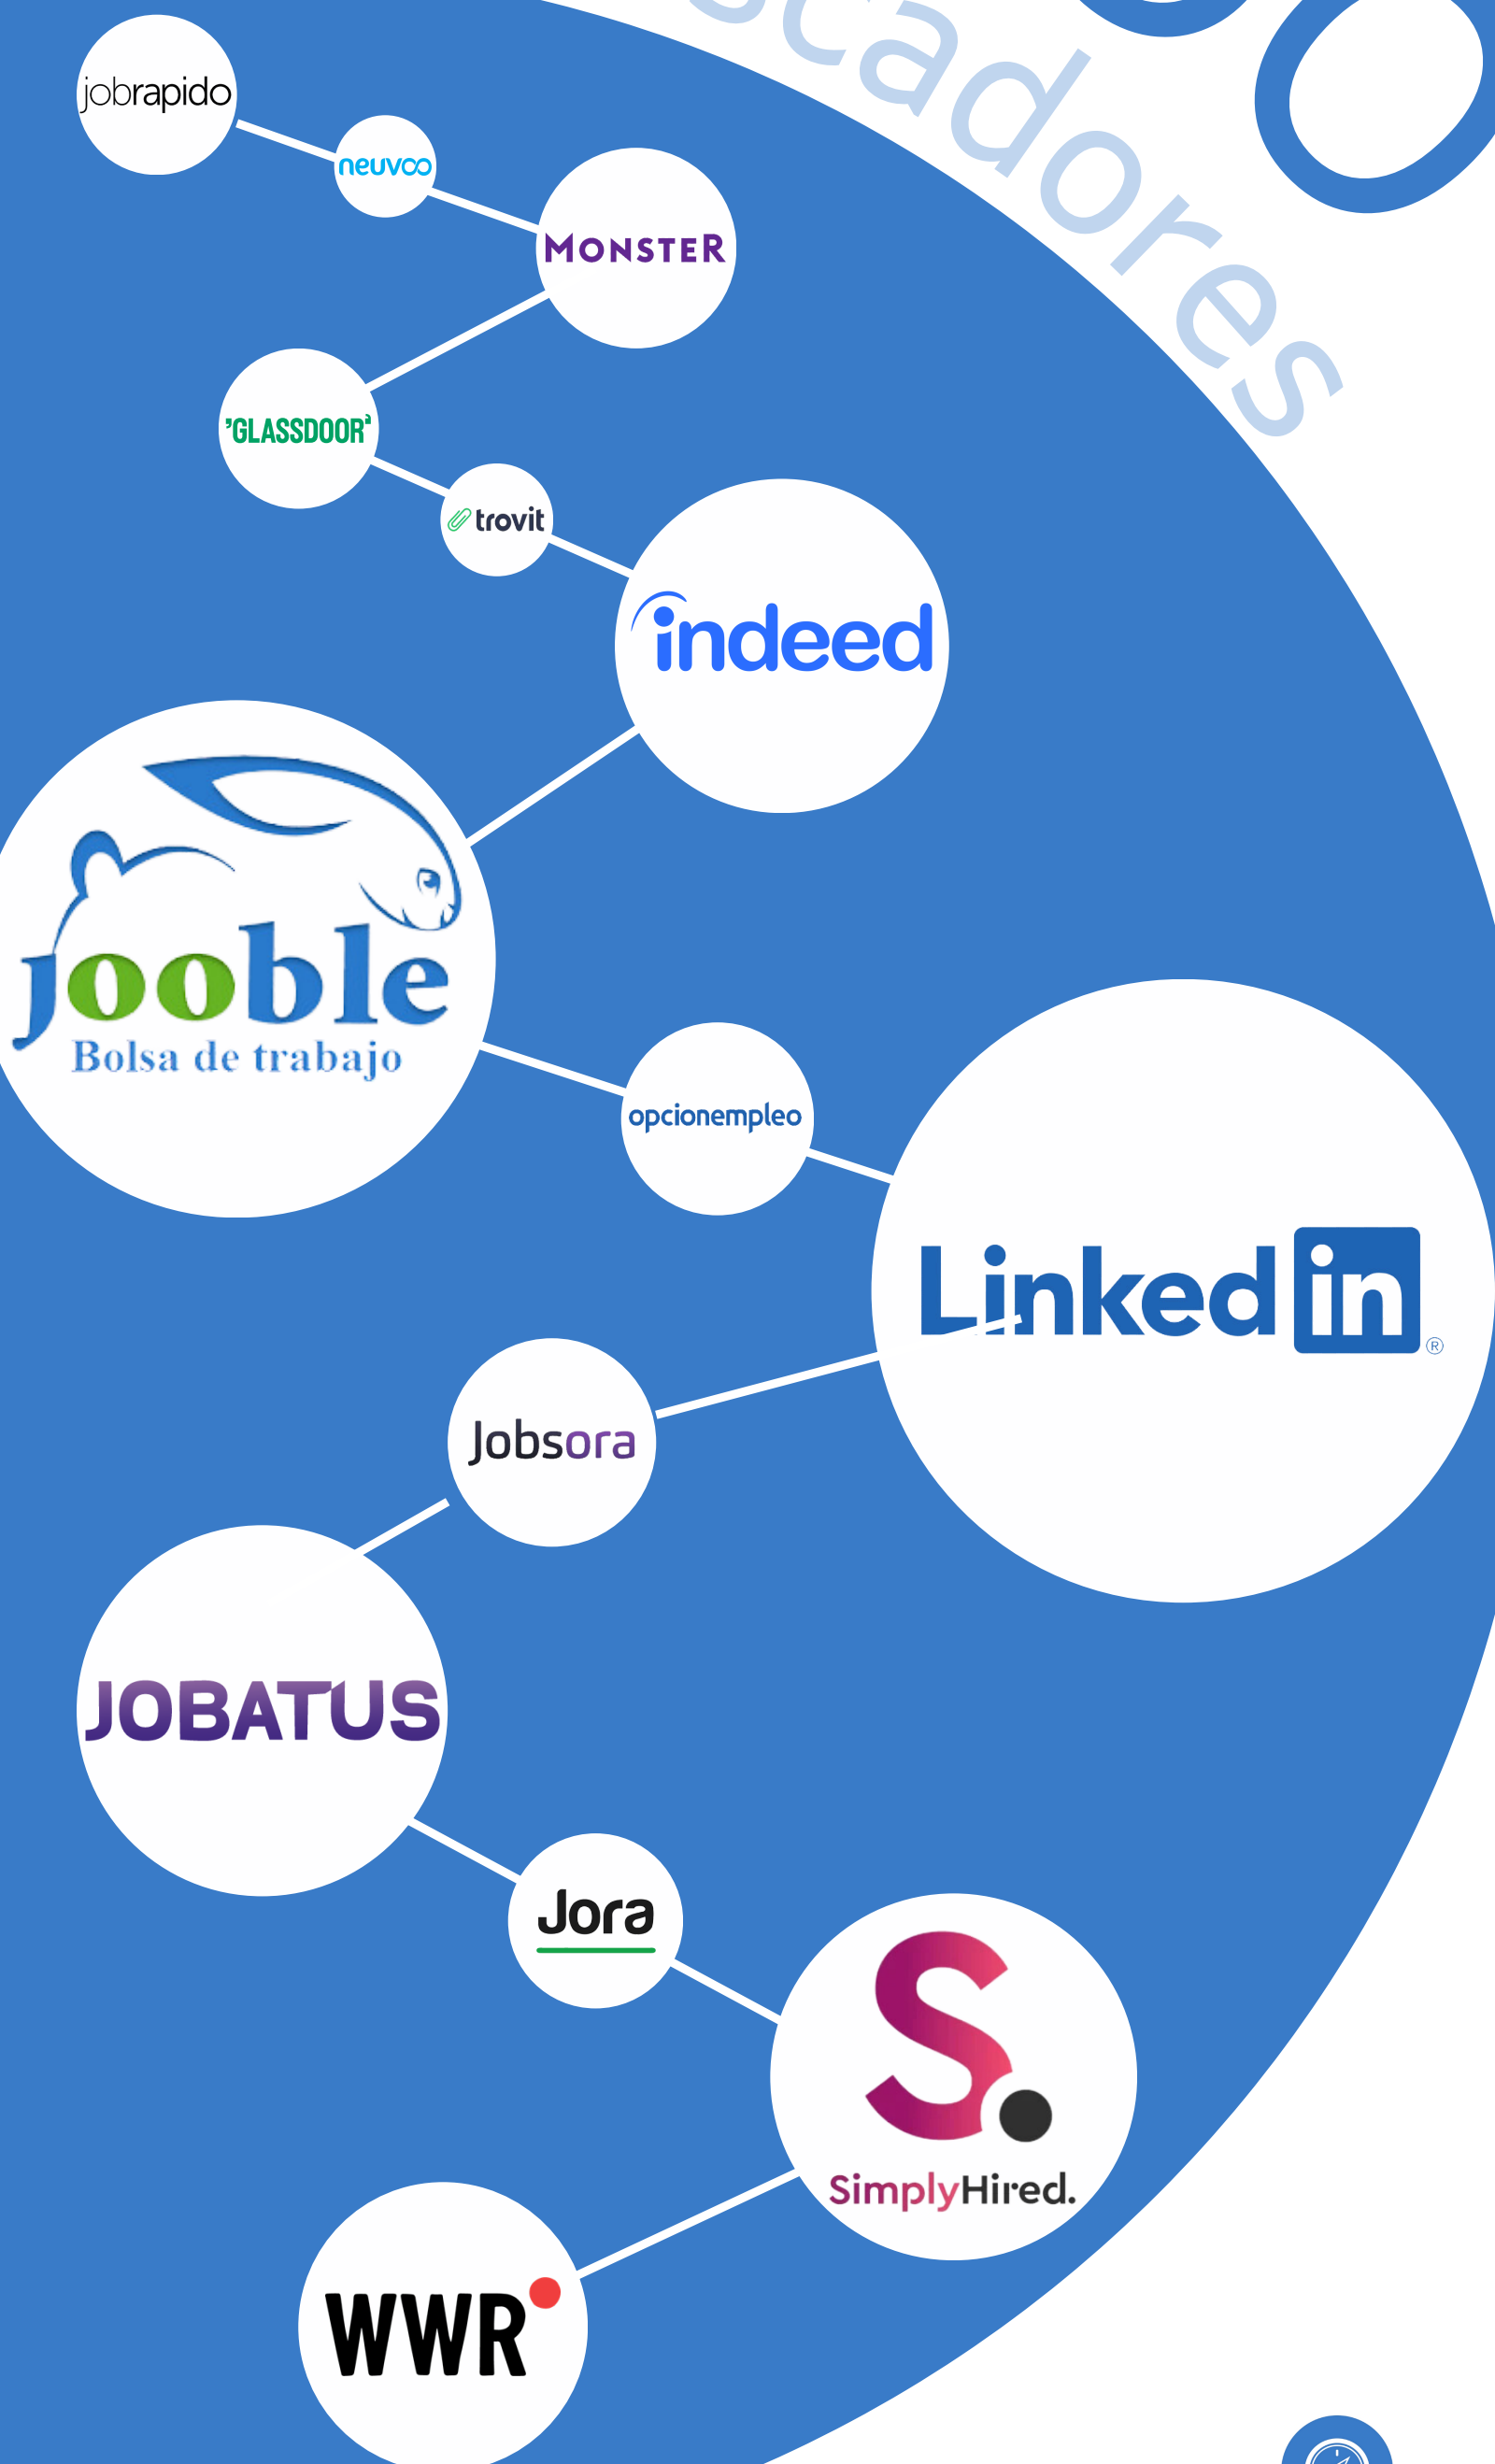 cadores
jobrapido
neuvoo
MONSTER
'GLASSDOOR'
trovit
indeed
jooble
Bolsa de trabajo
opcionempleo
Linkedin®
Jobsora
JOBATUS
Jora
S.
SimplyHired.
WWR